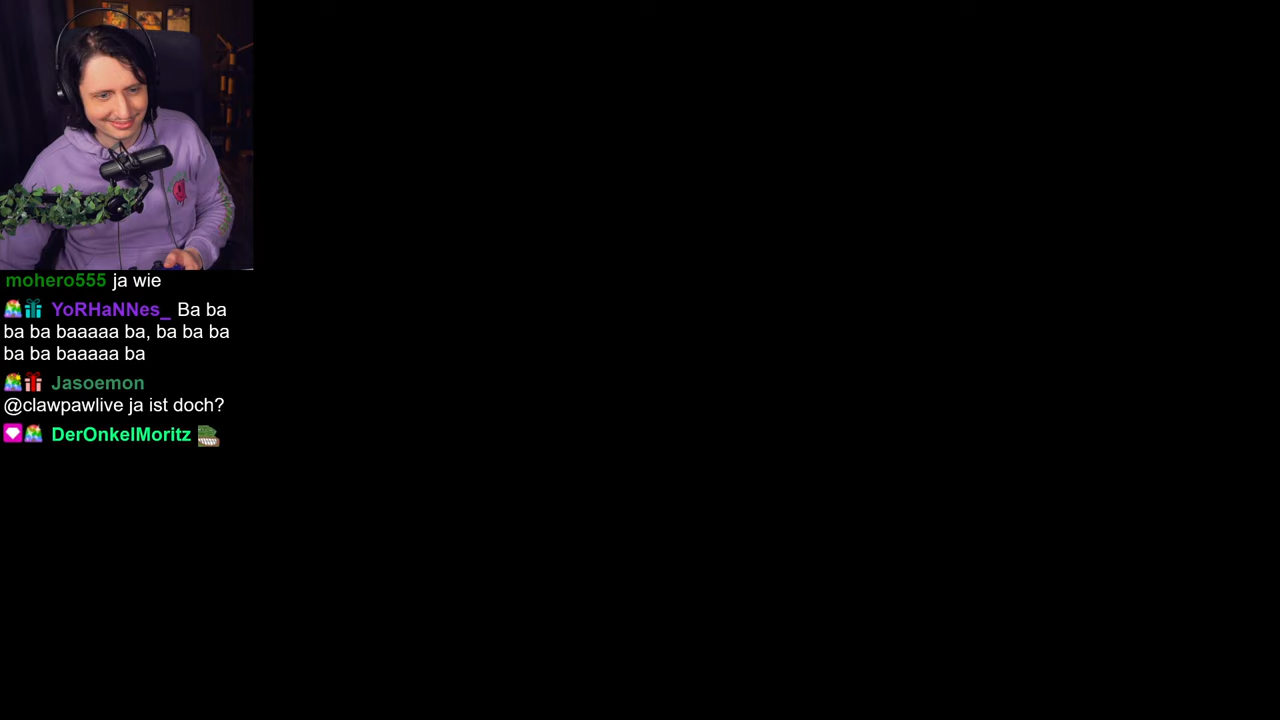 mohero555 ja wie
YoRHaNNes_ Ba ba
ba ba baaaaa ba, ba ba ba
ba ba baaaaa ba
Jasoemon
@clawpawlive ja ist doch?
DerOnkelMoritz